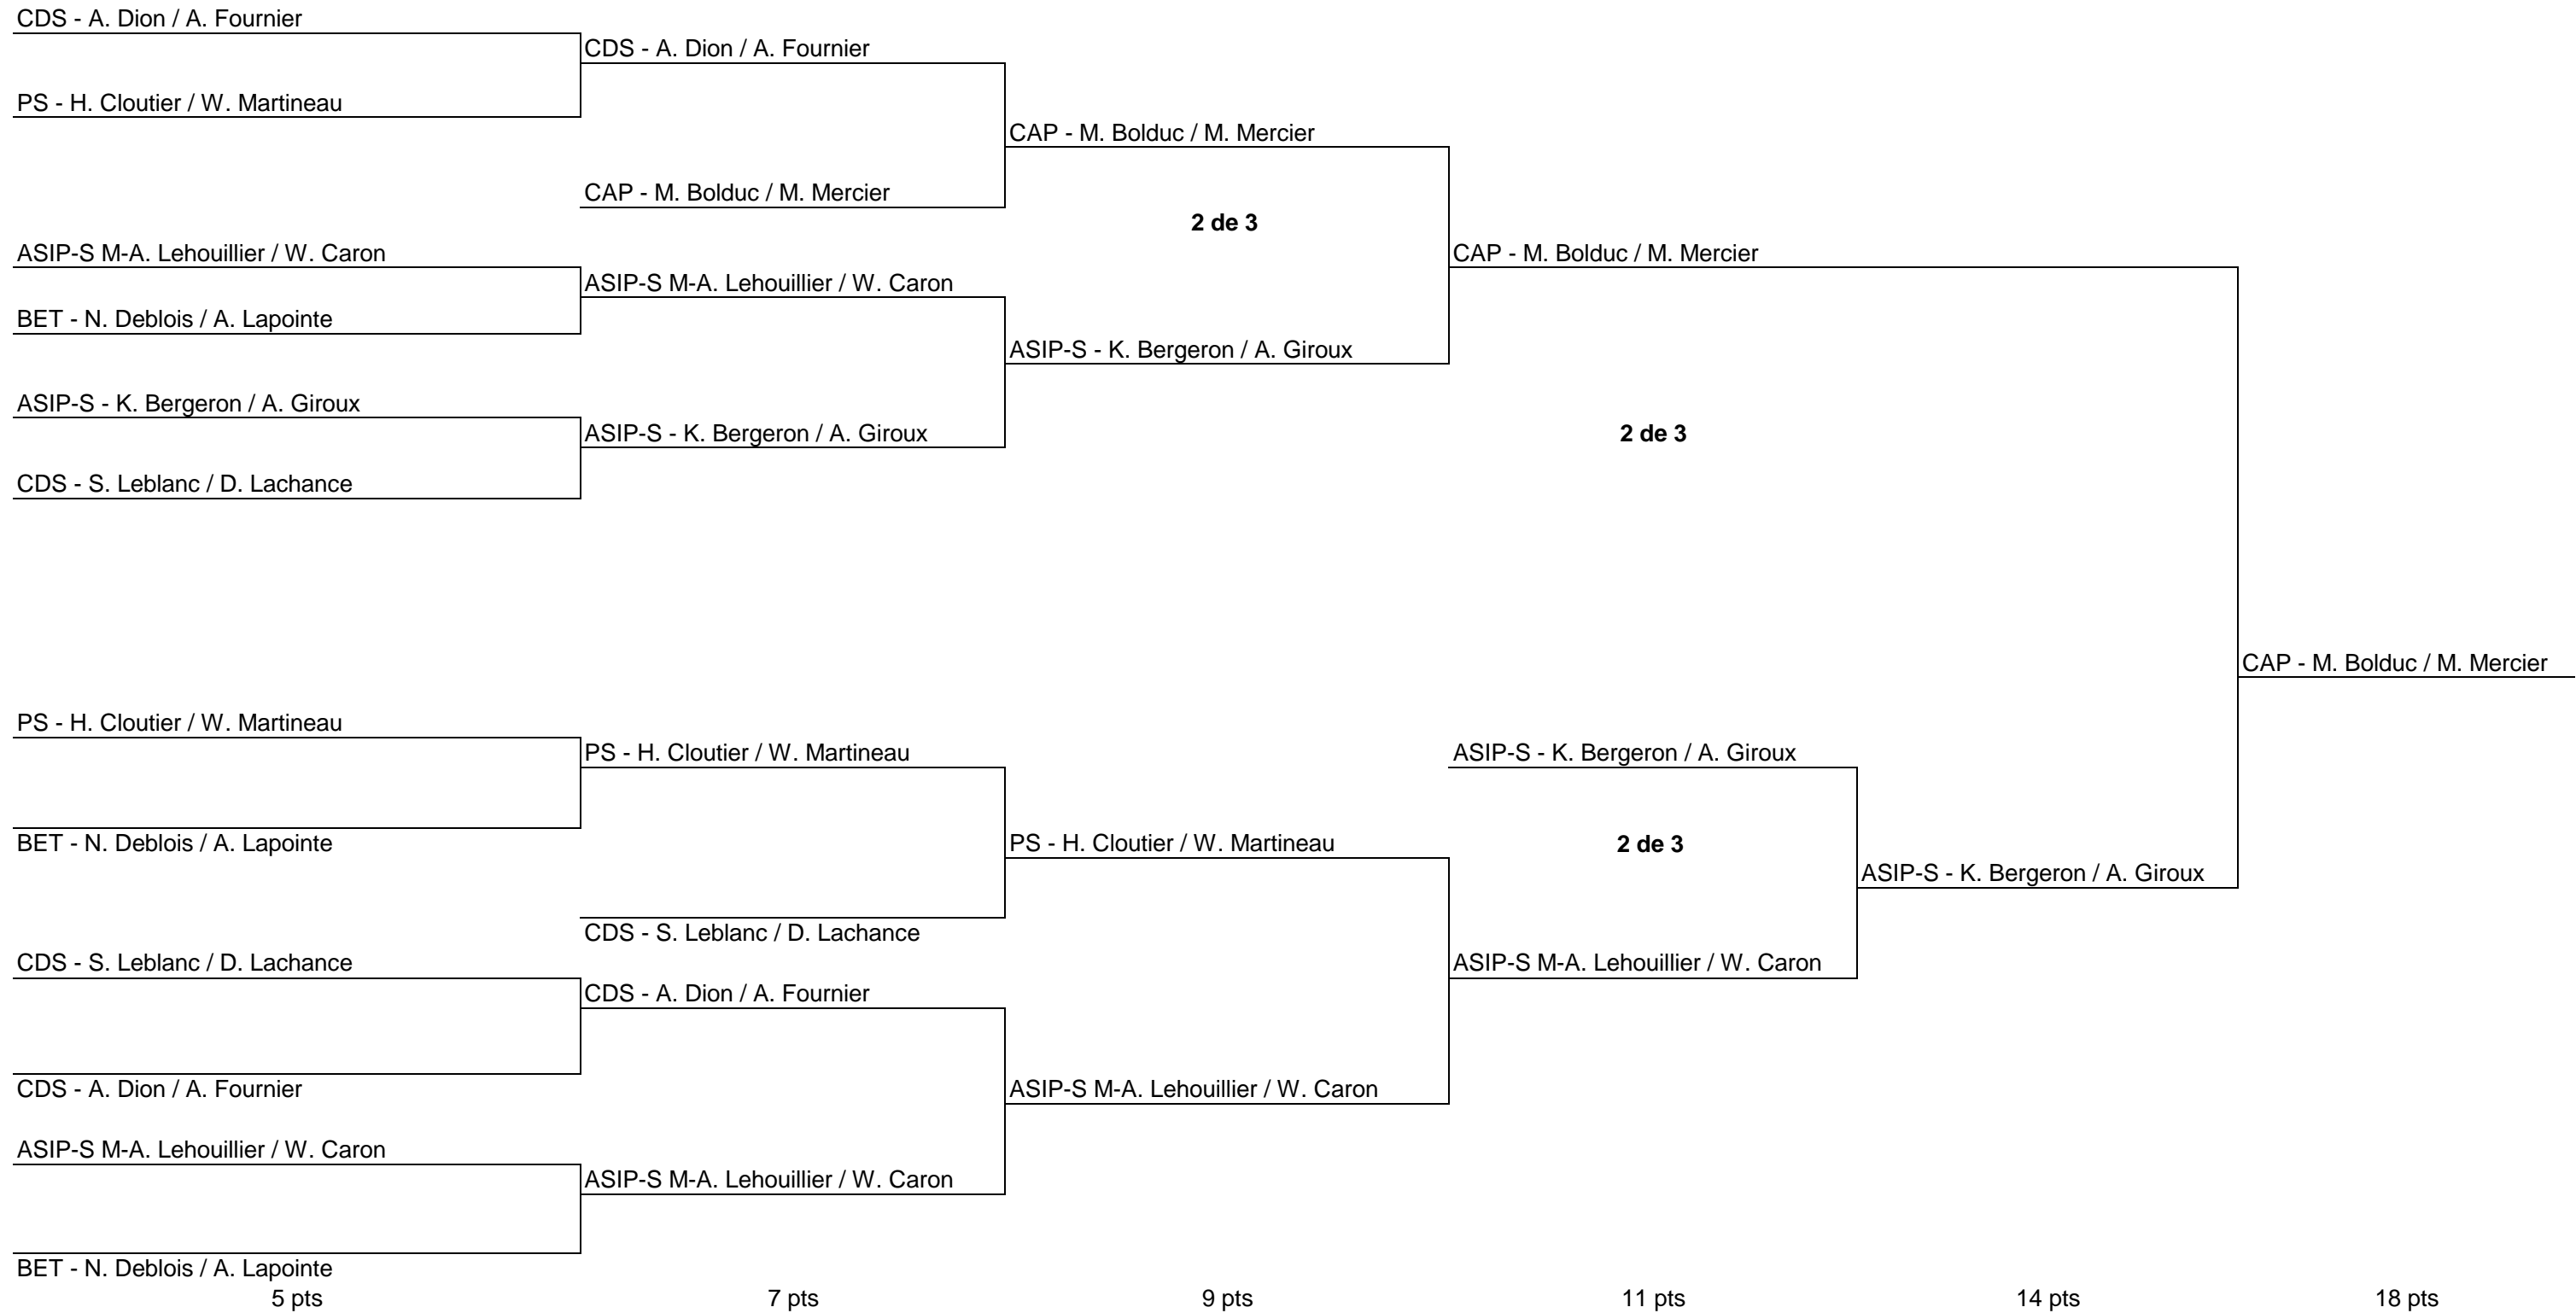 CDS - A. Dion / A. Fournier
CDS - A. Dion / A. Fournier
PS - H. Cloutier / W. Martineau
CAP - M. Bolduc / M. Mercier
CAP - M. Bolduc / M. Mercier
2 de 3
ASIP-S M-A. Lehouillier / W. Caron
CAP - M. Bolduc / M. Mercier
ASIP-S M-A. Lehouillier / W. Caron
BET - N. Deblois / A. Lapointe
ASIP-S - K. Bergeron / A. Giroux
ASIP-S - K. Bergeron / A. Giroux
ASIP-S - K. Bergeron / A. Giroux
2 de 3
CDS - S. Leblanc / D. Lachance
CAP - M. Bolduc / M. Mercier
PS - H. Cloutier / W. Martineau
PS - H. Cloutier / W. Martineau
ASIP-S - K. Bergeron / A. Giroux
BET - N. Deblois / A. Lapointe
PS - H. Cloutier / W. Martineau
2 de 3
ASIP-S - K. Bergeron / A. Giroux
CDS - S. Leblanc / D. Lachance
CDS - S. Leblanc / D. Lachance
ASIP-S M-A. Lehouillier / W. Caron
CDS - A. Dion / A. Fournier
CDS - A. Dion / A. Fournier
ASIP-S M-A. Lehouillier / W. Caron
ASIP-S M-A. Lehouillier / W. Caron
ASIP-S M-A. Lehouillier / W. Caron
BET - N. Deblois / A. Lapointe
5 pts
7 pts
9 pts
11 pts
14 pts
18 pts